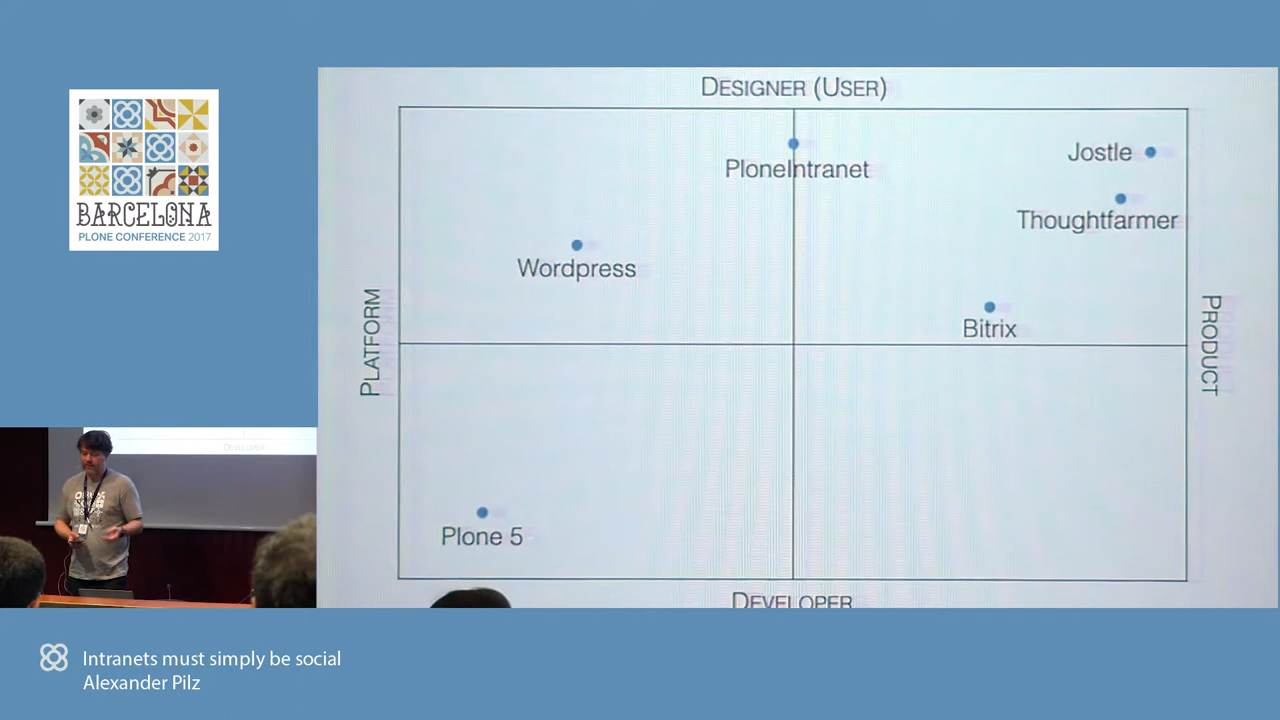 BARCELONA
PLONE CONFERENCE 2017
DESIGNER (USER)
Jostle
PloneIntranet
Thoughtfarmer
Wordpress
Bitrix
PLATFORM
PRODUCT
Plone 5
DEVELOPER
DEVELOPER
Intranets must simply be social
Alexander Pilz